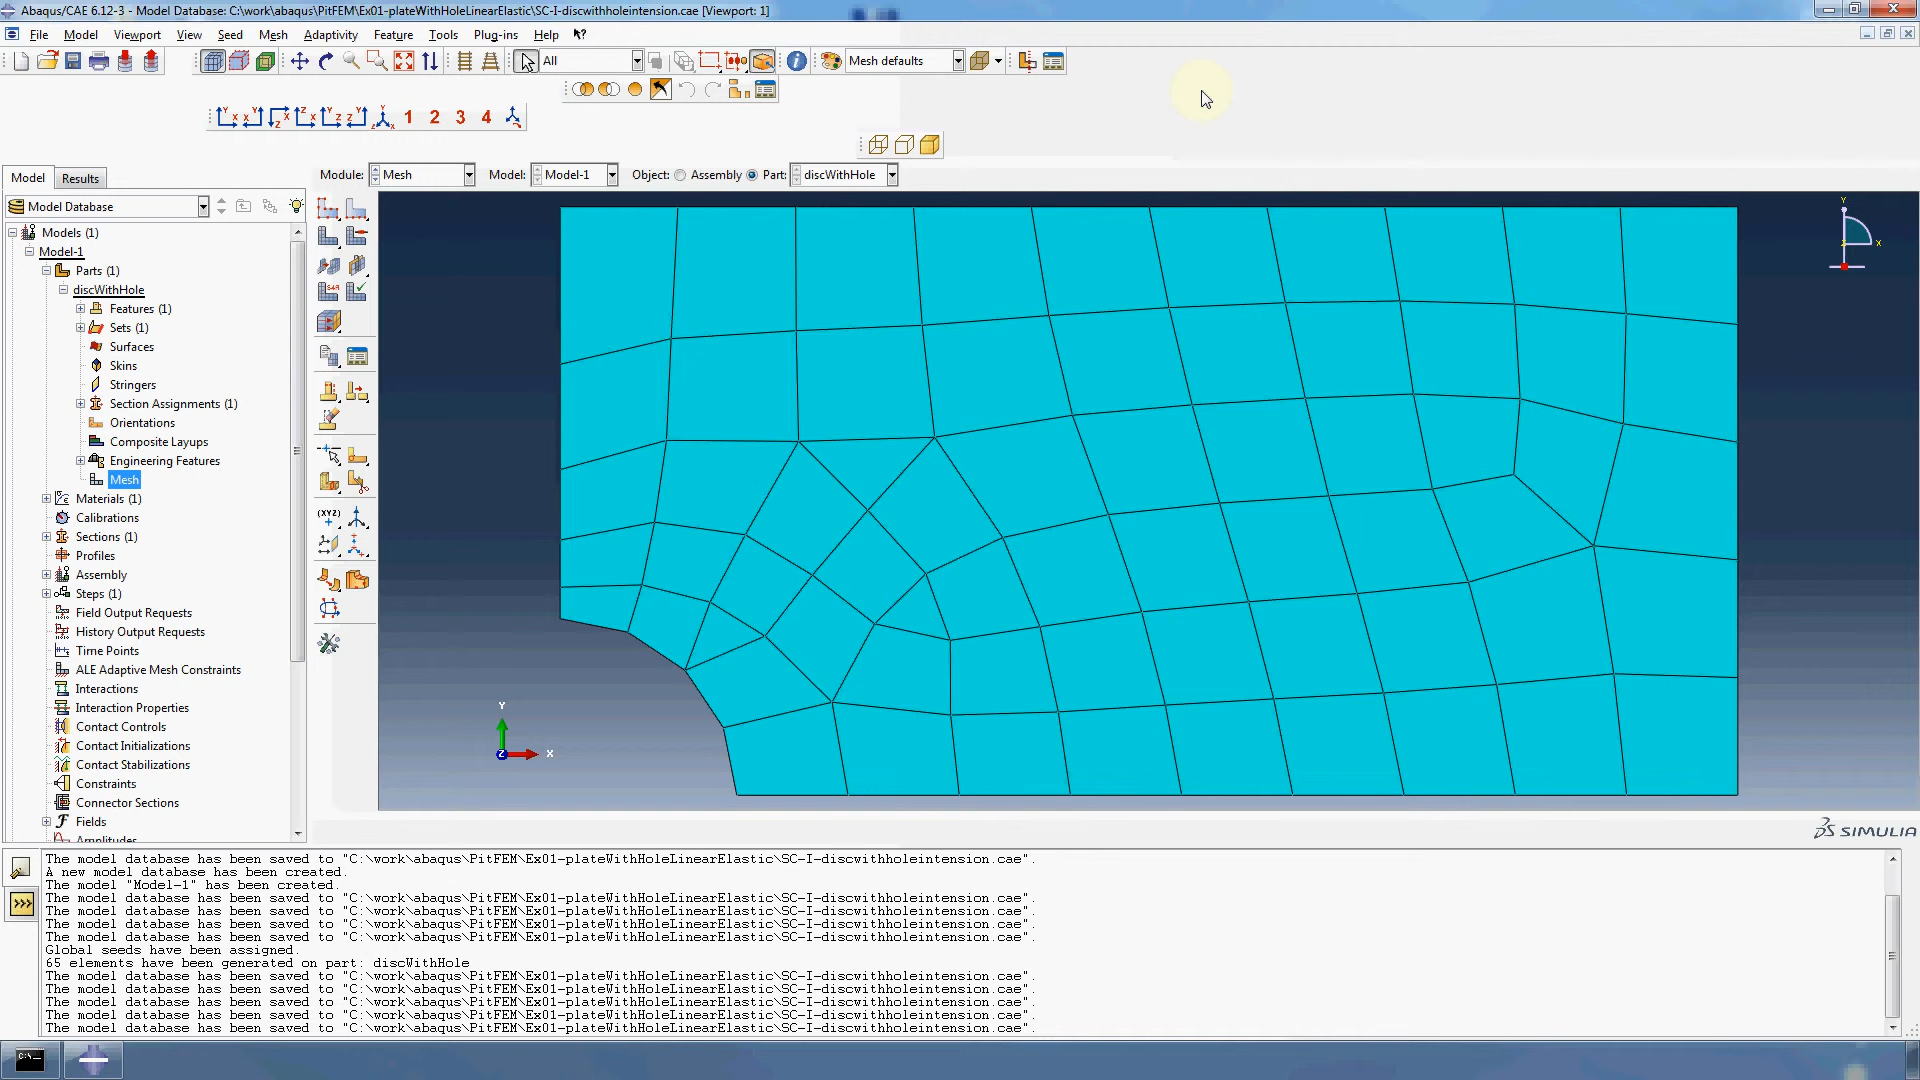 Abaqus/CAE 6.12-3 - Model Database: C:\work\abaqus\PitFEM\Ex01-plateWithHoleLinearElastic\SC-I-discwithholeintension.cae [Viewport: 1]
File Model Viewport View Seed Mesh Adaptivity Feature Tools Plug-ins Help
All
Mesh defaults
1 2 3 4
Model Results
Module: Mesh Model: Model-1 Object: Assembly Part: discWithHole
Model Database
Models (1)
Model-1
Parts (1)
discWithHole
Features (1)
Sets (1)
Surfaces
Skins
Stringers
Section Assignments (1)
Orientations
Composite Layups
Engineering Features
Mesh
Materials (1)
Calibrations
Sections (1)
Profiles
Assembly
Steps (1)
Field Output Requests
History Output Requests
Time Points
ALE Adaptive Mesh Constraints
Interactions
Interaction Properties
Contact Controls
Contact Initializations
Contact Stabilizations
Constraints
Connector Sections
Fields
Amplitudes
(XYZ)
Y
X
Z
Y
X
SIMULIA
The model database has been saved to "C:\work\abaqus\PitFEM\Ex01-plateWithHoleLinearElastic\SC-I-discwithholeintension.cae".
A new model database has been created.
The model "Model-1" has been created.
The model database has been saved to "C:\work\abaqus\PitFEM\Ex01-plateWithHoleLinearElastic\SC-I-discwithholeintension.cae".
The model database has been saved to "C:\work\abaqus\PitFEM\Ex01-plateWithHoleLinearElastic\SC-I-discwithholeintension.cae".
The model database has been saved to "C:\work\abaqus\PitFEM\Ex01-plateWithHoleLinearElastic\SC-I-discwithholeintension.cae".
The model database has been saved to "C:\work\abaqus\PitFEM\Ex01-plateWithHoleLinearElastic\SC-I-discwithholeintension.cae".
Global seeds have been assigned.
65 elements have been generated on part: discWithHole
The model database has been saved to "C:\work\abaqus\PitFEM\Ex01-plateWithHoleLinearElastic\SC-I-discwithholeintension.cae".
The model database has been saved to "C:\work\abaqus\PitFEM\Ex01-plateWithHoleLinearElastic\SC-I-discwithholeintension.cae".
The model database has been saved to "C:\work\abaqus\PitFEM\Ex01-plateWithHoleLinearElastic\SC-I-discwithholeintension.cae".
The model database has been saved to "C:\work\abaqus\PitFEM\Ex01-plateWithHoleLinearElastic\SC-I-discwithholeintension.cae".
The model database has been saved to "C:\work\abaqus\PitFEM\Ex01-plateWithHoleLinearElastic\SC-I-discwithholeintension.cae".